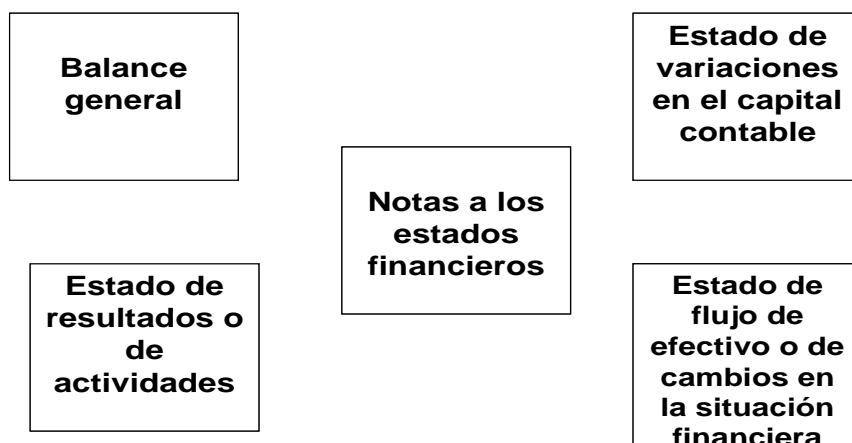 Balance
general
Estado de
variaciones
en el capital
contable
Notas a los
estados
financieros
Estado de
resultados o
de
actividades
Estado de
flujo de
efectivo o de
cambios en
la situación
financiera